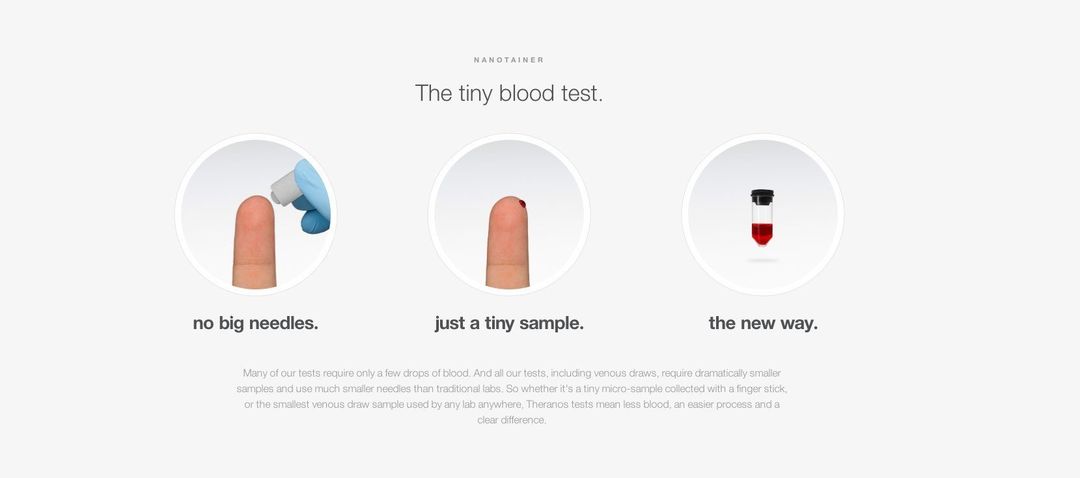 NANOTAINER
The tiny blood test.
no big needles.
just a tiny sample.
the new way.
Many of our tests require only a few drops of blood. And all our tests, including venous draws, require dramatically smaller
samples and use much smaller needles than traditional labs. So whether it's a tiny micro-sample collected with a finger stick,
or the smallest venous draw sample used by any lab anywhere, Theranos tests mean less blood, an easier process and a
clear difference.